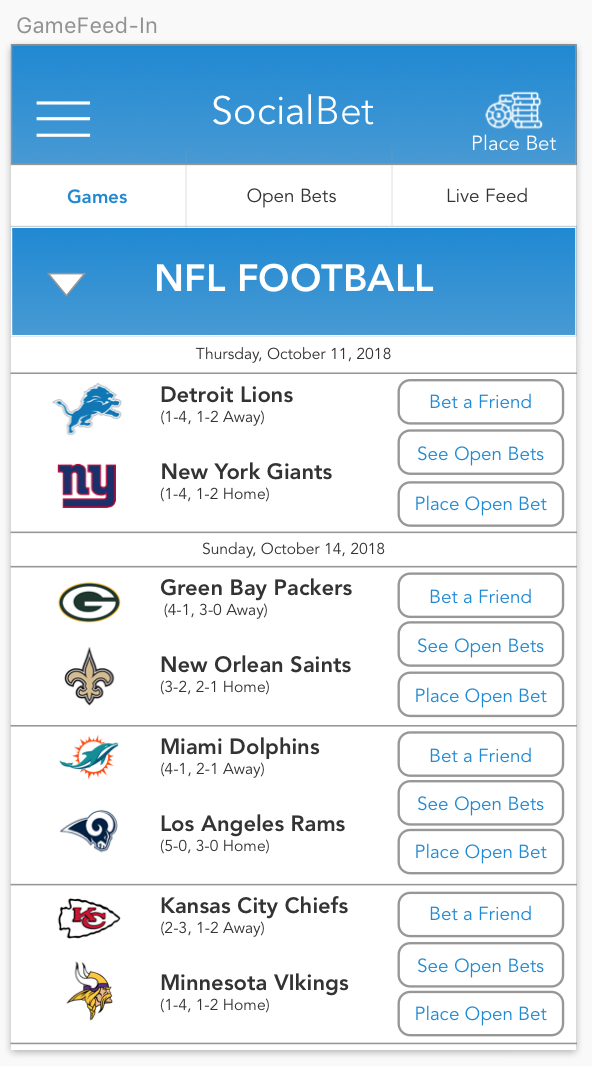 GameFeed-In
SocialBet
Place Bet
Games
Open Bets
Live Feed
NFL FOOTBALL
Thursday, October 11, 2018
Detroit Lions
(1-4, 1-2 Away)
Bet a Friend
See Open Bets
ny
New York Giants
(1-4, 1-2 Home)
Place Open Bet
Sunday, October 14, 2018
G
Green Bay Packers
(4-1, 3-0 Away)
Bet a Friend
See Open Bets
New Orlean Saints
(3-2, 2-1 Home)
Place Open Bet
Miami Dolphins
(4-1, 2-1 Away)
Bet a Friend
See Open Bets
Los Angeles Rams
(5-0, 3-0 Home)
Place Open Bet
KC
Kansas City Chiefs
(2-3, 1-2 Away)
Bet a Friend
See Open Bets
Minnesota VIkings
(1-4, 1-2 Home)
Place Open Bet